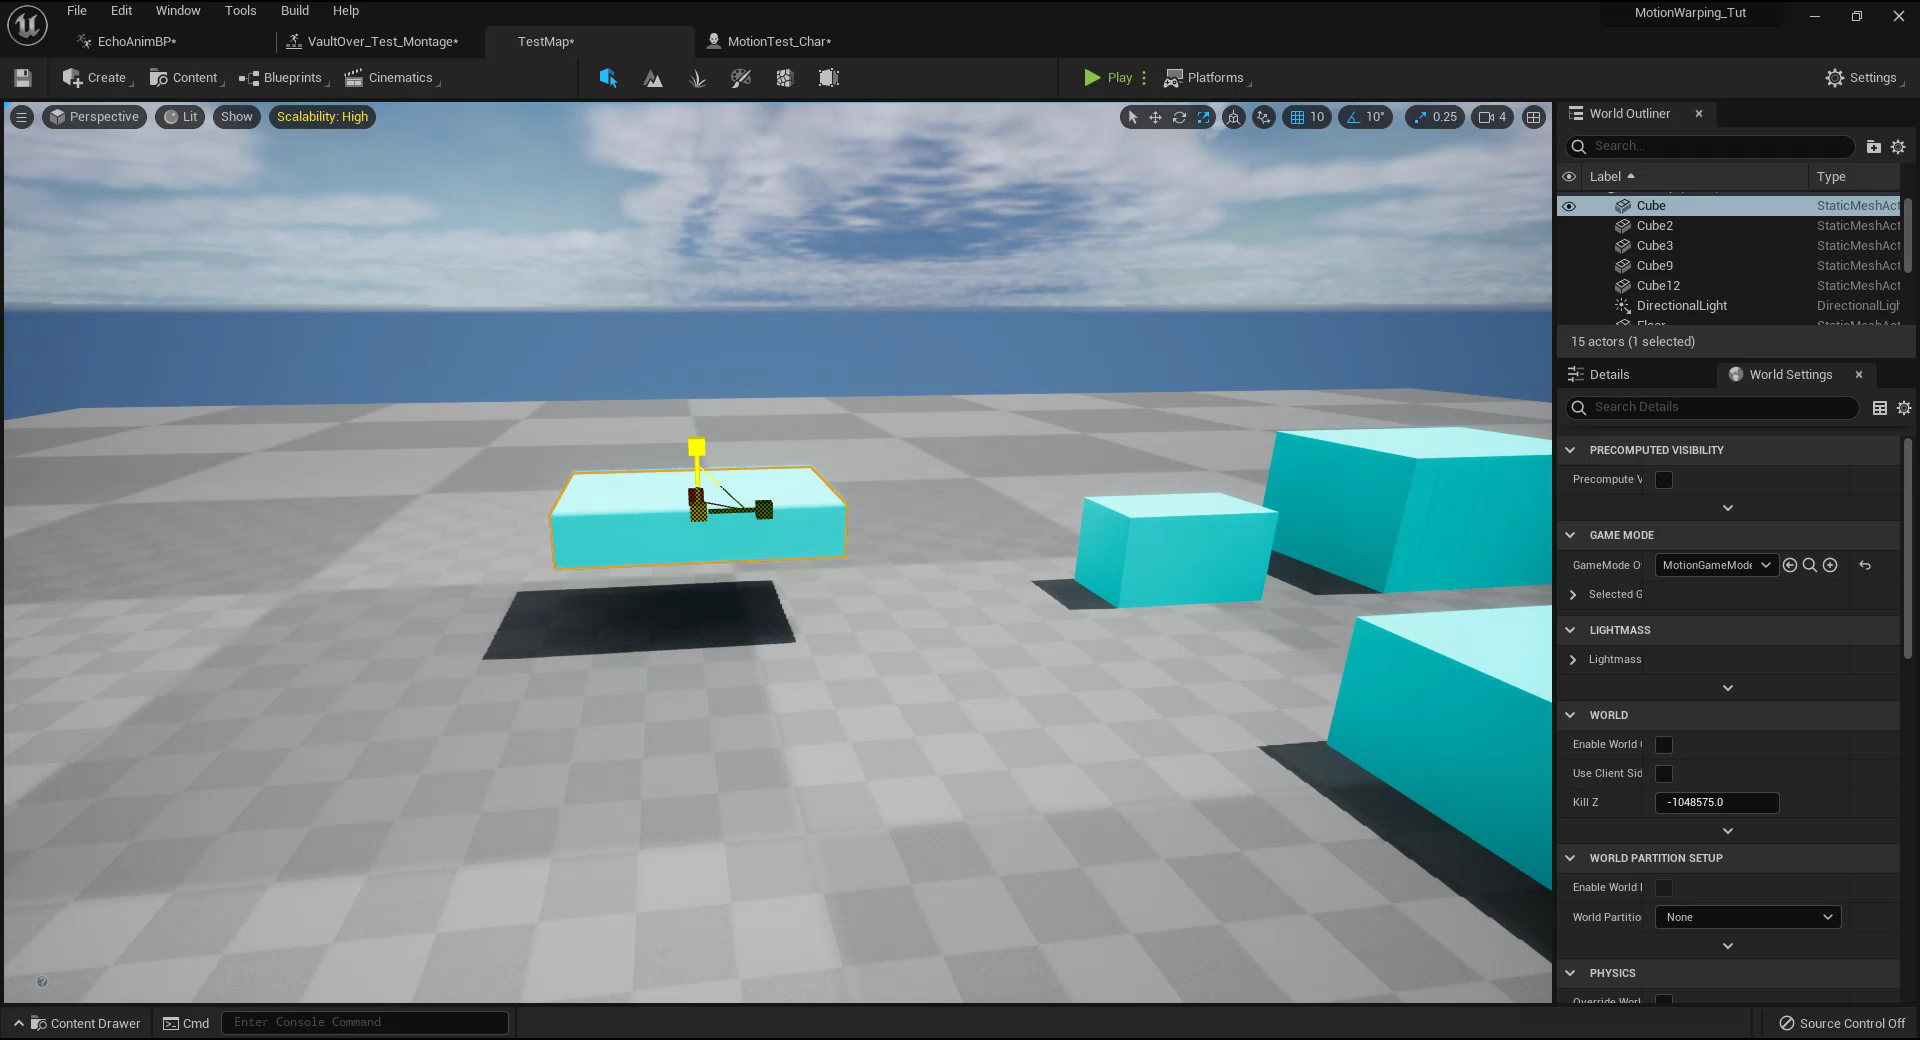 File Edit Window Tools Build Help
MotionWarping_Tut
EchoAnimBP* VaultOver_Test_Montage* TestMap* MotionTest_Char*
Create Content Blueprints Cinematics Play Platforms Settings
Perspective Lit Show Scalability: High 10 10° 0.25 4
World Outliner
Search...
Label Type
Cube StaticMeshAct
Cube2 StaticMeshAct
Cube3 StaticMeshAct
Cube9 StaticMeshAct
Cube12 StaticMeshAct
DirectionalLight DirectionalLigh
15 actors (1 selected)
Details World Settings
Search Details
PRECOMPUTED VISIBILITY
Precompute V
GAME MODE
GameMode O MotionGameMode
Selected G
LIGHTMASS
Lightmass
WORLD
Enable World
Use Client Sid
Kill Z -1048575.0
WORLD PARTITION SETUP
Enable World
World Partitio None
PHYSICS
Override Worl
Content Drawer Cmd Enter Console Command Source Control Off